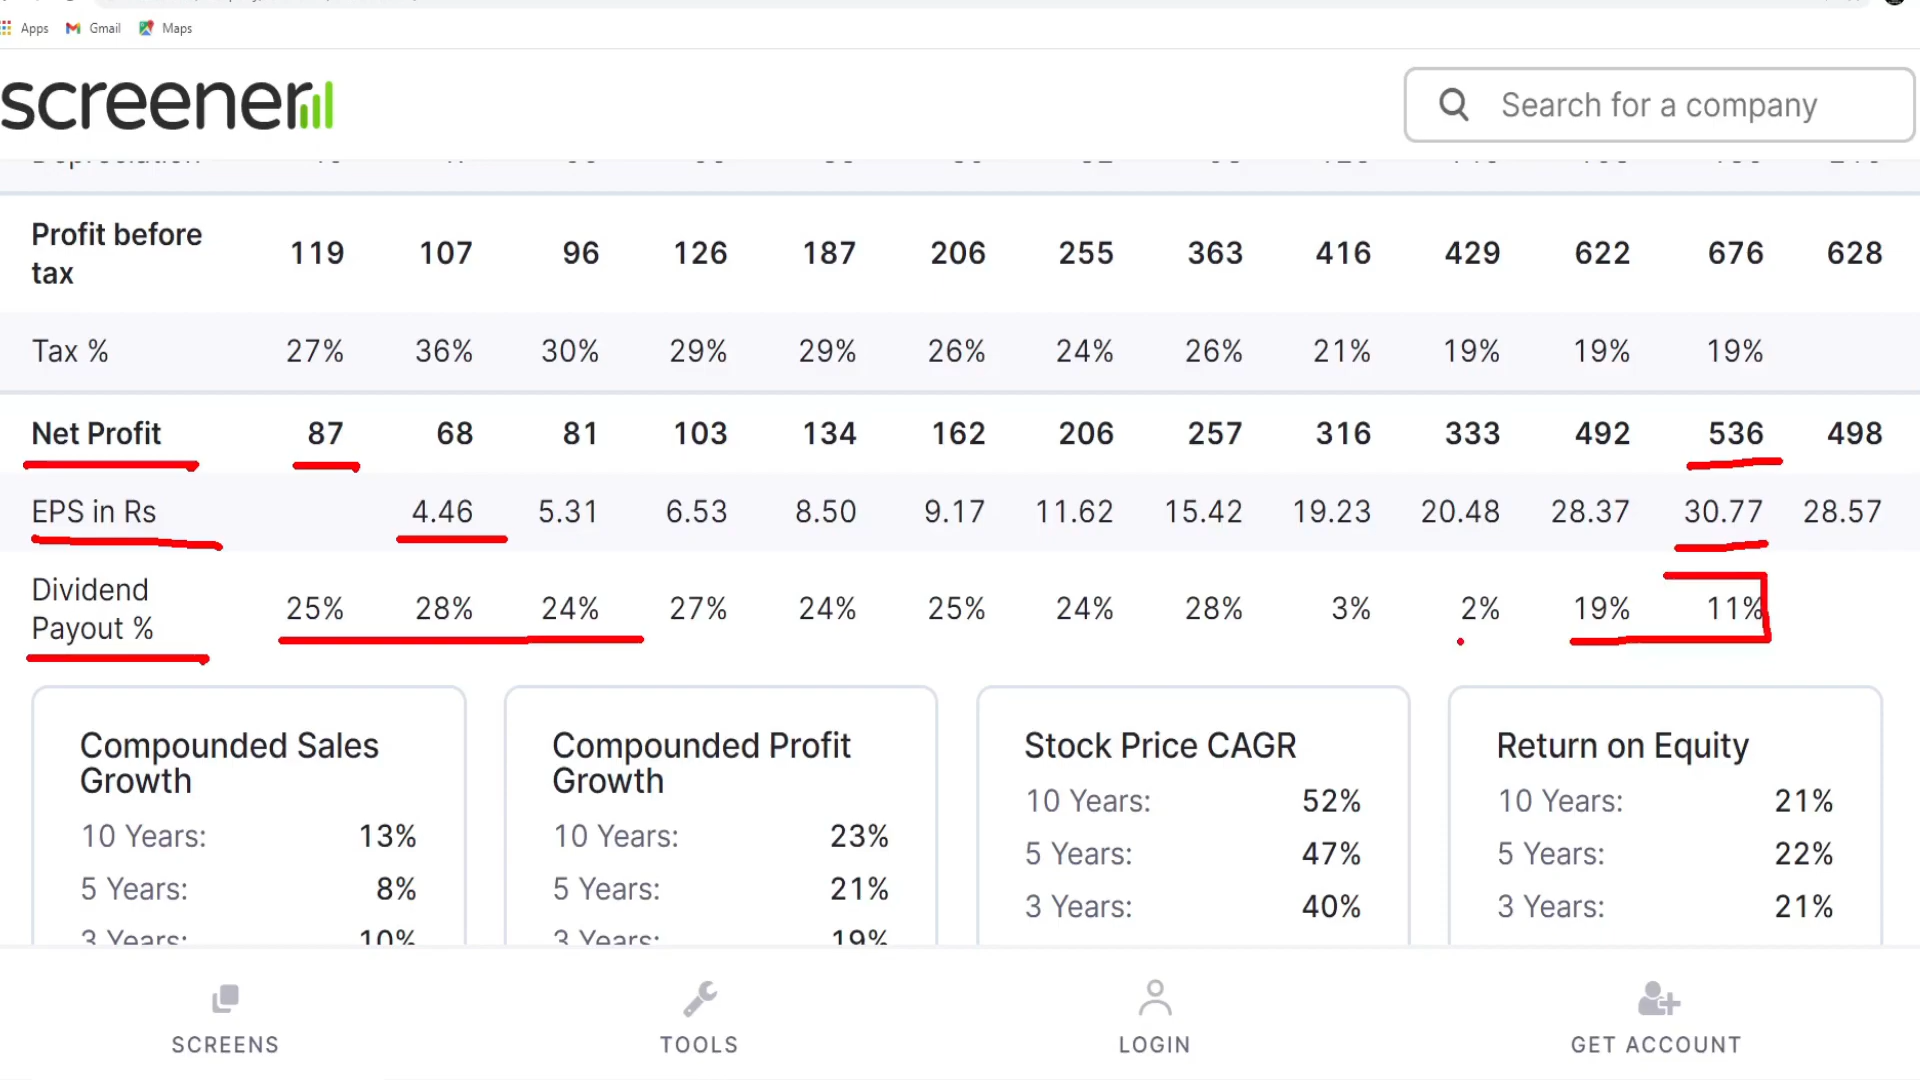 Apps Gmail Maps
screener
Search for a company
Depreciation
Profit before tax 119 107 96 126 187 206 255 363 416 429 622 676 628
Tax % 27% 36% 30% 29% 29% 26% 24% 26% 21% 19% 19% 19%
Net Profit 87 68 81 103 134 162 206 257 316 333 492 536 498
EPS in Rs 4.46 5.31 6.53 8.50 9.17 11.62 15.42 19.23 20.48 28.37 30.77 28.57
Dividend Payout % 25% 28% 24% 27% 24% 25% 24% 28% 3% 2% 19% 11%
Compounded Sales
Growth
10 Years: 13%
5 Years: 8%
3 Years: 10%
Compounded Profit
Growth
10 Years: 23%
5 Years: 21%
3 Years: 19%
Stock Price CAGR
10 Years: 52%
5 Years: 47%
3 Years: 40%
Return on Equity
10 Years: 21%
5 Years: 22%
3 Years: 21%
SCREENS TOOLS LOGIN GET ACCOUNT